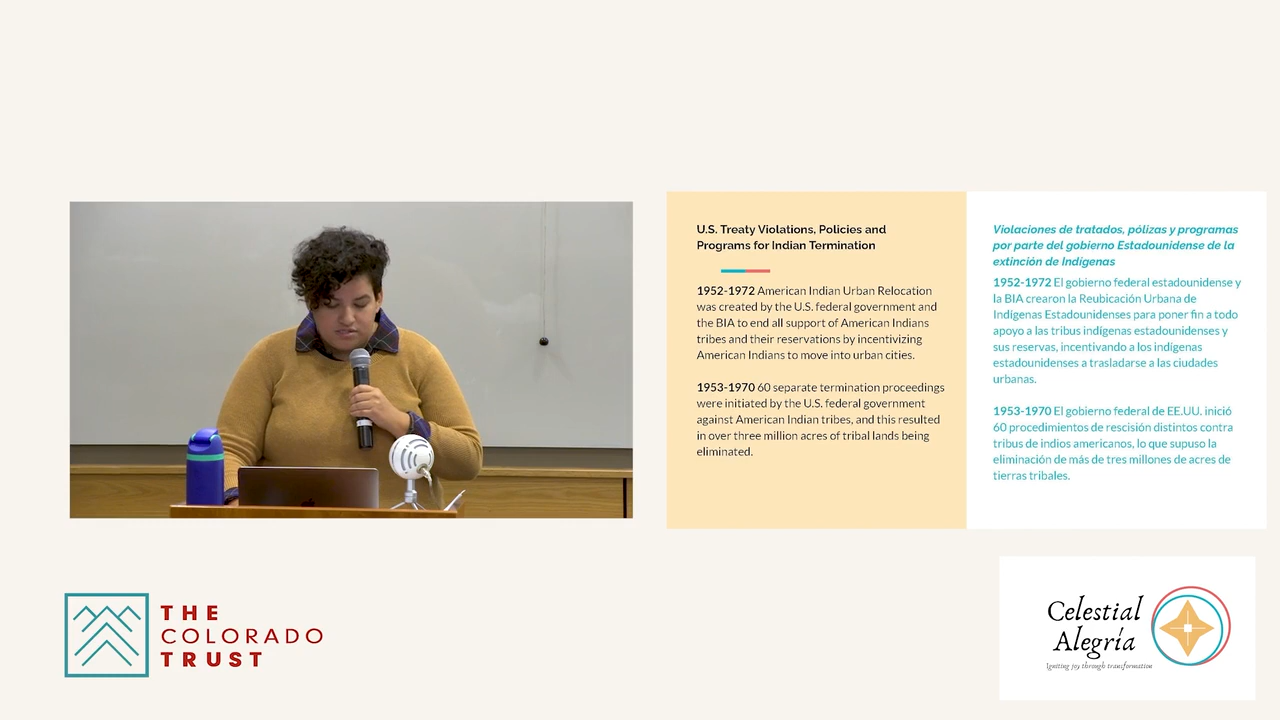 U.S. Treaty Violations, Policies and
Programs for Indian Termination
1952-1972 American Indian Urban Relocation
was created by the U.S. federal government and
the BIA to end all support of American Indians
tribes and their reservations by incentivizing
American Indians to move into urban cities.
1953-1970 60 separate termination proceedings
were initiated by the U.S. federal government
against American Indian tribes, and this resulted
in over three million acres of tribal lands being
eliminated.
Violaciones de tratados, pólizas y programas
por parte del gobierno Estadounidense de la
extinción de Indígenas
1952-1972 El gobierno federal estadounidense y
la BIA crearon la Reubicación Urbana de
Indígenas Estadounidenses para poner fin a todo
apoyo a las tribus indígenas estadounidenses y
sus reservas, incentivando a los indígenas
estadounidenses a trasladarse a las ciudades
urbanas.
1953-1970 El gobierno federal de EE.UU. inició
60 procedimientos de rescisión distintos contra
tribus de indios americanos, lo que supuso la
eliminación de más de tres millones de acres de
tierras tribales.
THE
COLORADO
TRUST
Celestial
Alegría
Igniting joy through transformation